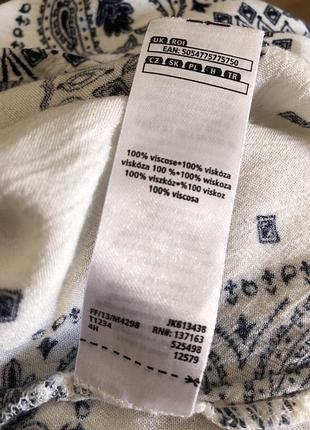 UK ROI
EAN: 5054775775750
CZ SK PL H TR
100% viscose•100% viskóza
viskóza 100 %•100% wiskoza
100% viszkóz•%100 viskoz
100% viscosa
FF/13/M4298 JK613438
T1234 RN#: 137163
4H 525498
12579